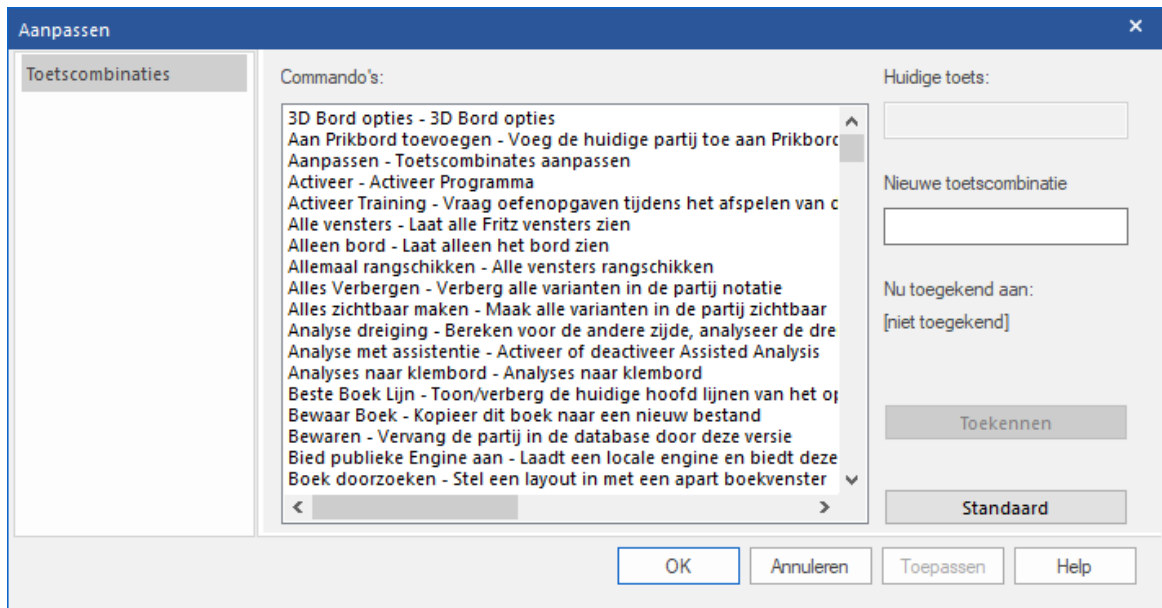 Aanpassen
Toetscombinaties
Commando's:
3D Bord opties - 3D Bord opties
Aan Prikbord toevoegen - Voeg de huidige partij toe aan Prikbord
Aanpassen - Toetscombinates aanpassen
Activeer - Activeer Programma
Activeer Training - Vraag oefenopgaven tijdens het afspelen van
Alle vensters - Laat alle Fritz vensters zien
Alleen bord - Laat alleen het bord zien
Allemaal rangschikken - Alle vensters rangschikken
Alles Verbergen - Verberg alle varianten in de partij notatie
Alles zichtbaar maken - Maak alle varianten in de partij zichtbaar
Analyse dreiging - Bereken voor de andere zijde, analyseer de dre
Analyse met assistentie - Activeer of deactiveer Assisted Analysis
Analyses naar klembord - Analyses naar klembord
Beste Boek Lijn - Toon/verberg de huidige hoofd lijnen van het
Bewaar Boek - Kopieer dit boek naar een nieuw bestand
Bewaren - Vervang de partij in de database door deze versie
Bied publieke Engine aan - Laadt een locale engine en biedt deze
Boek doorzoeken - Stel een layout in met een apart boekvenster
Huidige toets:
Nieuwe toetscombinatie
Nu toegekend aan:
[niet toegekend]
Toekennen
Standaard
OK
Annuleren
Toepassen
Help